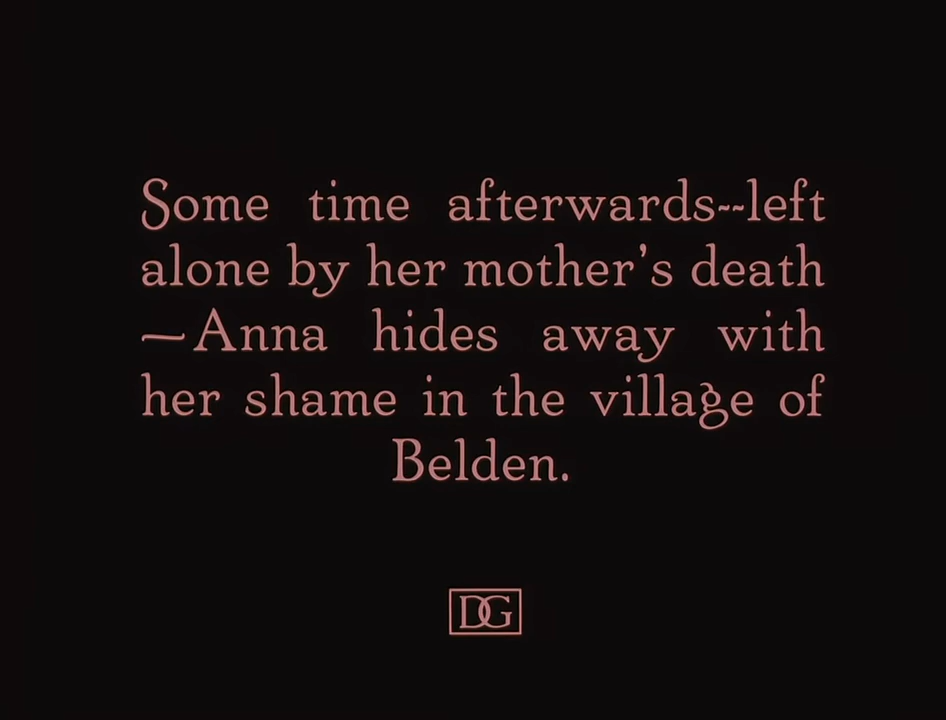 Some time afterwards--left
alone by her mother's death
—Anna hides away with
her shame in the village of
Belden.
DG